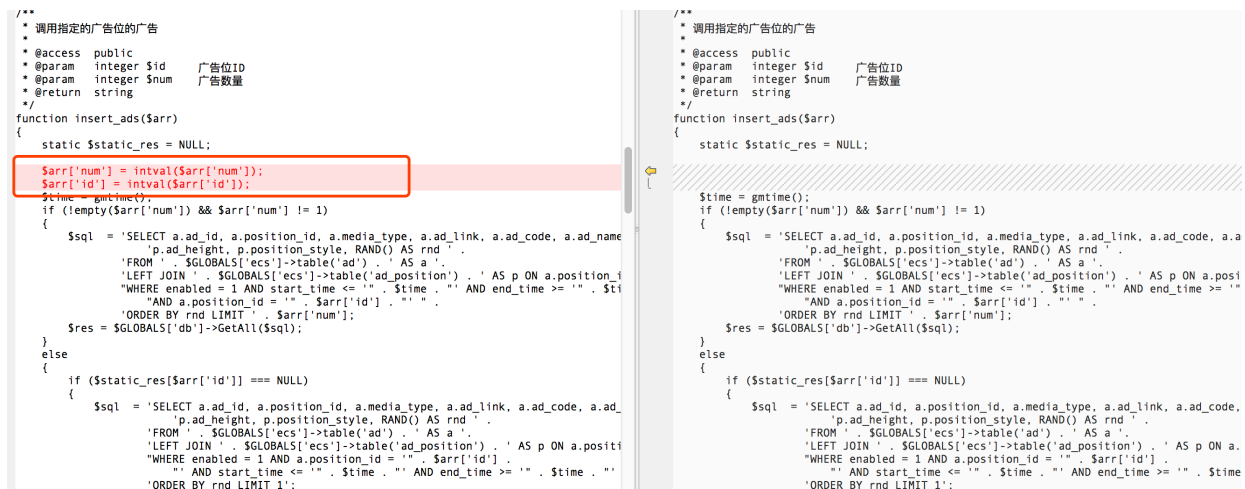 /**
 * 调用指定的广告位的广告
 *
 * @access  public
 * @param   integer $id     广告位ID
 * @param   integer $num    广告数量
 * @return  string
 */
function insert_ads($arr)
{
    static $static_res = NULL;

    $arr['num'] = intval($arr['num']);
    $arr['id'] = intval($arr['id']);
    $time = gmtime();
    if (!empty($arr['num']) && $arr['num'] != 1)
    {
        $sql  = 'SELECT a.ad_id, a.position_id, a.media_type, a.ad_link, a.ad_code, a.ad_name
                    'p.ad_height, p.position_style, RAND() AS rnd ' .
                'FROM ' . $GLOBALS['ecs']->table('ad') . ' AS a '.
                'LEFT JOIN ' . $GLOBALS['ecs']->table('ad_position') . ' AS p ON a.position_i
                "WHERE enabled = 1 AND start_time <= '" . $time . "' AND end_time >= '" . $ti
                    "AND a.position_id = '" . $arr['id'] . "' " .
                'ORDER BY rnd LIMIT ' . $arr['num'];
        $res = $GLOBALS['db']->GetAll($sql);
    }
    else
    {
        if ($static_res[$arr['id']] === NULL)
        {
            $sql  = 'SELECT a.ad_id, a.position_id, a.media_type, a.ad_link, a.ad_code, a.ad_
                        'p.ad_height, p.position_style, RAND() AS rnd ' .
                    'FROM ' . $GLOBALS['ecs']->table('ad') . ' AS a '.
                    'LEFT JOIN ' . $GLOBALS['ecs']->table('ad_position') . ' AS p ON a.positi
                    "WHERE enabled = 1 AND a.position_id = '" . $arr['id'] .
                        "' AND start_time <= '" . $time . "' AND end_time >= '" . $time . "'
                    'ORDER BY rnd LIMIT 1';
/**
 * 调用指定的广告位的广告
 *
 * @access  public
 * @param   integer $id     广告位ID
 * @param   integer $num    广告数量
 * @return  string
 */
function insert_ads($arr)
{
    static $static_res = NULL;

    $time = gmtime();
    if (!empty($arr['num']) && $arr['num'] != 1)
    {
        $sql  = 'SELECT a.ad_id, a.position_id, a.media_type, a.ad_link, a.ad_code, a.a
                    'p.ad_height, p.position_style, RAND() AS rnd ' .
                'FROM ' . $GLOBALS['ecs']->table('ad') . ' AS a '.
                'LEFT JOIN ' . $GLOBALS['ecs']->table('ad_position') . ' AS p ON a.posi
                "WHERE enabled = 1 AND start_time <= '" . $time . "' AND end_time >= '"
                    "AND a.position_id = '" . $arr['id'] . "' " .
                'ORDER BY rnd LIMIT ' . $arr['num'];
        $res = $GLOBALS['db']->GetAll($sql);
    }
    else
    {
        if ($static_res[$arr['id']] === NULL)
        {
            $sql  = 'SELECT a.ad_id, a.position_id, a.media_type, a.ad_link, a.ad_code,
                        'p.ad_height, p.position_style, RAND() AS rnd ' .
                    'FROM ' . $GLOBALS['ecs']->table('ad') . ' AS a '.
                    'LEFT JOIN ' . $GLOBALS['ecs']->table('ad_position') . ' AS p ON a.
                    "WHERE enabled = 1 AND a.position_id = '" . $arr['id'] .
                        "' AND start_time <= '" . $time . "' AND end_time >= '" . $time
                    'ORDER BY rnd LIMIT 1';